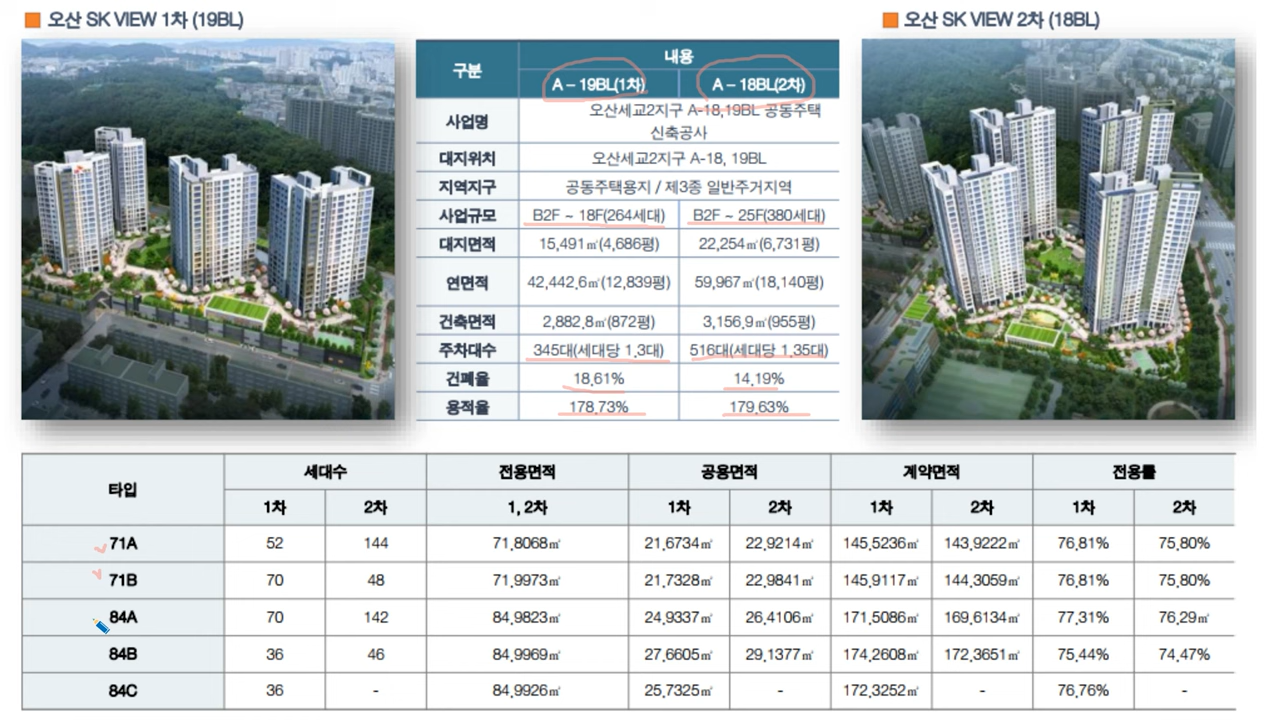 오산 SK VIEW 1차 (19BL)
오산 SK VIEW 2차 (18BL)
구분 내용
A – 19BL(1차) A – 18BL(2차)
사업명 오산세교2지구 A-18,19BL 공동주택
신축공사
대지위치 오산세교2지구 A-18, 19BL
지역지구 공동주택용지 / 제3종 일반주거지역
사업규모 B2F ~ 18F(264세대) B2F ~ 25F(380세대)
대지면적 15,491㎡(4,686평) 22,254㎡(6,731평)
연면적 42,442.6㎡(12,839평) 59,967㎡(18,140평)
건축면적 2,882.8㎡(872평) 3,156.9㎡(955평)
주차대수 345대(세대당 1.3대) 516대(세대당 1.35대)
건폐율 18.61% 14.19%
용적율 178.73% 179.63%
타입 세대수 전용면적 공용면적 계약면적 전용률
1차 2차 1, 2차 1차 2차 1차 2차 1차 2차
71A 52 144 71.8068㎡ 21.6734㎡ 22.9214㎡ 145.5236㎡ 143.9222㎡ 76.81% 75.80%
71B 70 48 71.9973㎡ 21.7328㎡ 22.9841㎡ 145.9117㎡ 144.3059㎡ 76.81% 75.80%
84A 70 142 84.9823㎡ 24.9337㎡ 26.4106㎡ 171.5086㎡ 169.6134㎡ 77.31% 76.29㎡
84B 36 46 84.9969㎡ 27.6605㎡ 29.1377㎡ 174.2608㎡ 172.3651㎡ 75.44% 74.47%
84C 36 - 84.9926㎡ 25.7325㎡ - 172.3252㎡ - 76.76% -